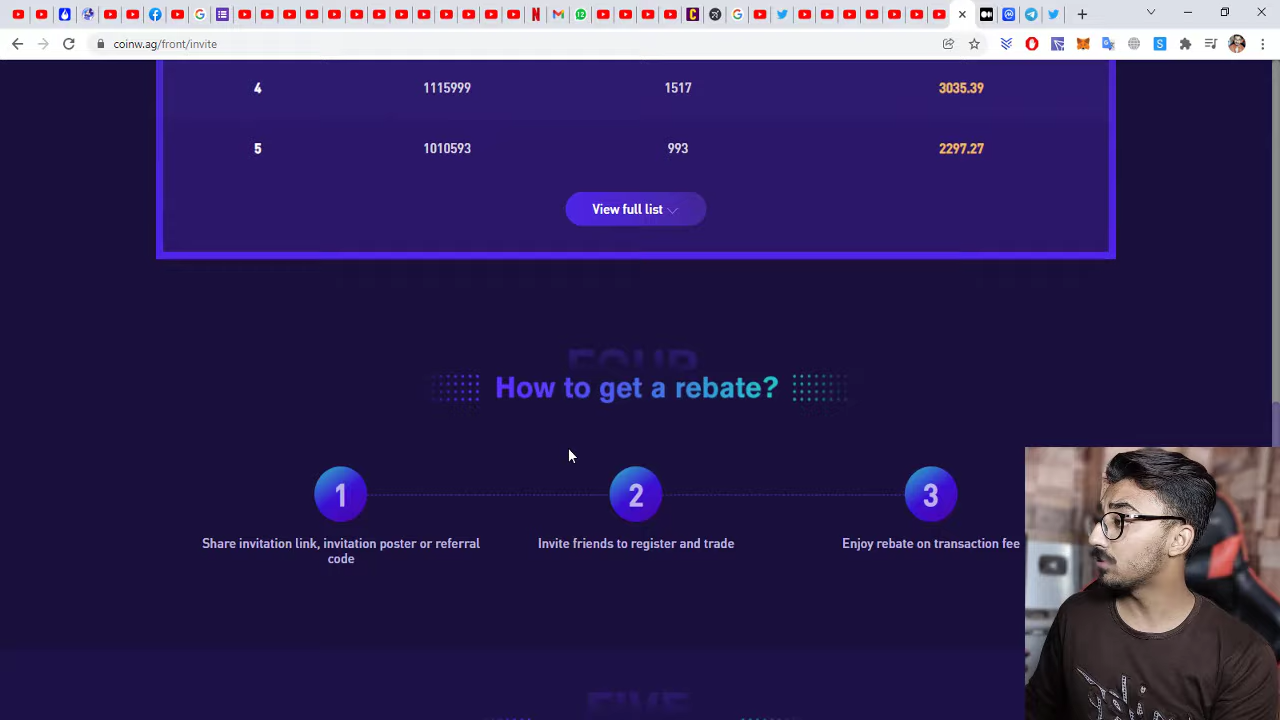 coinw.ag/front/invite
4 1115999 1517 3035.39
5 1010593 993 2297.27
View full list
FOUR
How to get a rebate?
1 2 3
Share invitation link, invitation poster or referral Invite friends to register and trade Enjoy rebate on transaction fee
code
FIVE